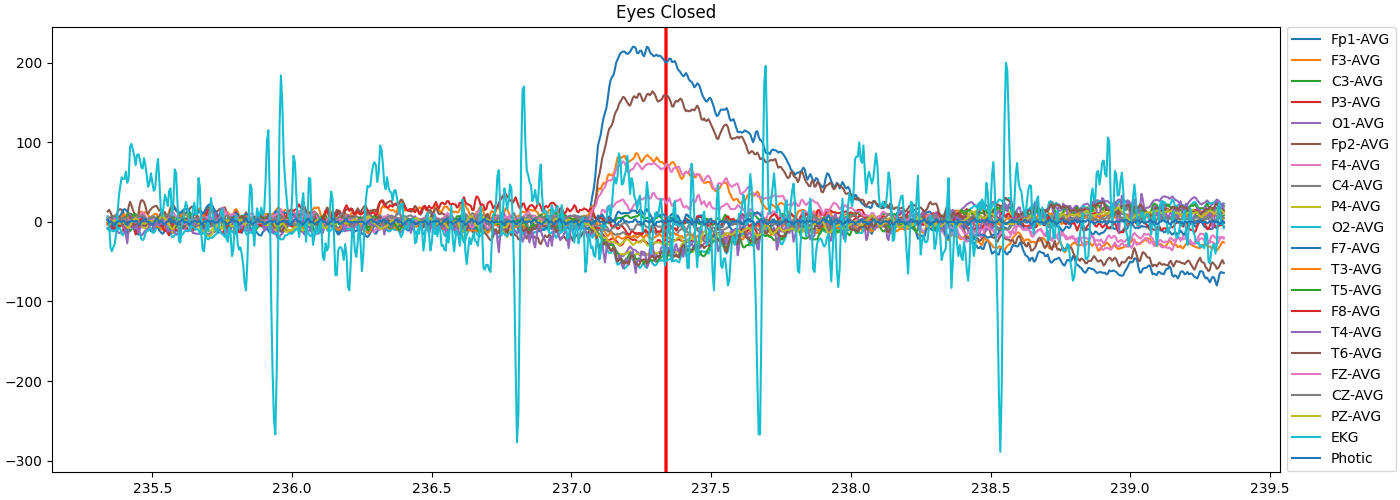 Eyes Closed
200
100
0
−100
−200
−300
235.5 236.0 236.5 237.0 237.5 238.0 238.5 239.0 239.5
Fp1-AVG
F3-AVG
C3-AVG
P3-AVG
O1-AVG
Fp2-AVG
F4-AVG
C4-AVG
P4-AVG
O2-AVG
F7-AVG
T3-AVG
T5-AVG
F8-AVG
T4-AVG
T6-AVG
FZ-AVG
CZ-AVG
PZ-AVG
EKG
Photic